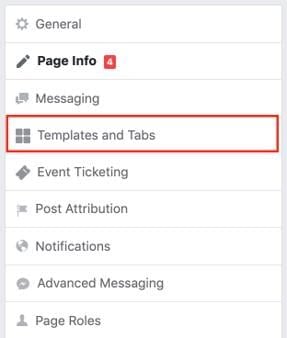 General
Page Info 4
Messaging
Templates and Tabs
Event Ticketing
Post Attribution
Notifications
Advanced Messaging
Page Roles